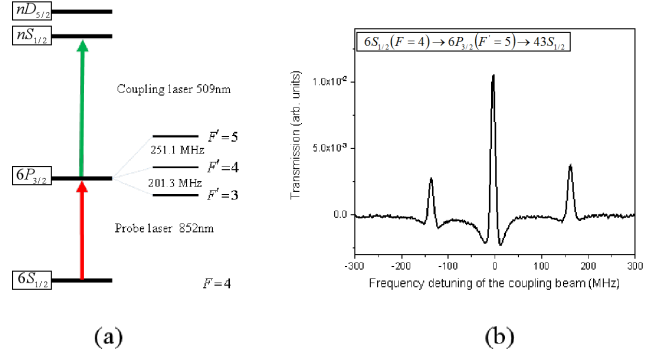 nD5/2
nS1/2
Coupling laser 509nm
F′=5
251.1 MHz
6P3/2
F′=4
201.3 MHz
F′=3
Probe laser 852nm
6S1/2
F=4
(a)
6S1/2(F=4)→6P3/2(F′=5)→43S1/2
Transmission (arb. units)
1.0x10-2
5.0x10-3
0.0
-300 -200 -100 0 100 200 300
Frequency detuning of the coupling beam (MHz)
(b)